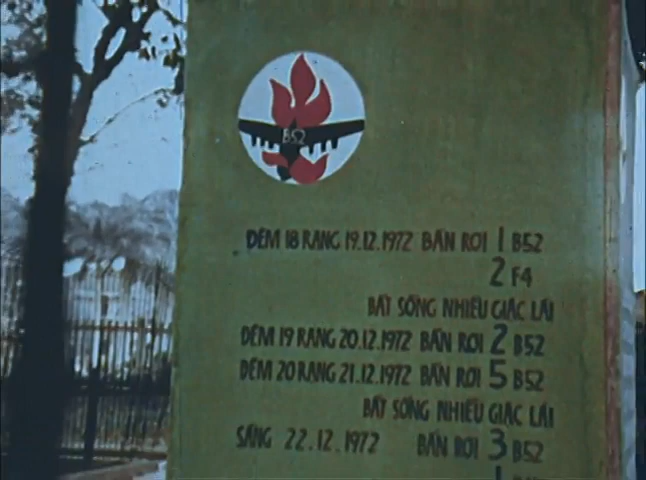 B52
ĐÊM 18 RẠNG 19.12.1972 BẮN RƠI 1 B52
2 F4
BẮT SỐNG NHIỀU GIẶC LÁI
ĐÊM 19 RẠNG 20.12.1972 BẮN RƠI 2 B52
ĐÊM 20 RẠNG 21.12.1972 BẮN RƠI 5 B52
BẮT SỐNG NHIỀU GIẶC LÁI
SÁNG 22.12.1972 BẮN RƠI 3 B52